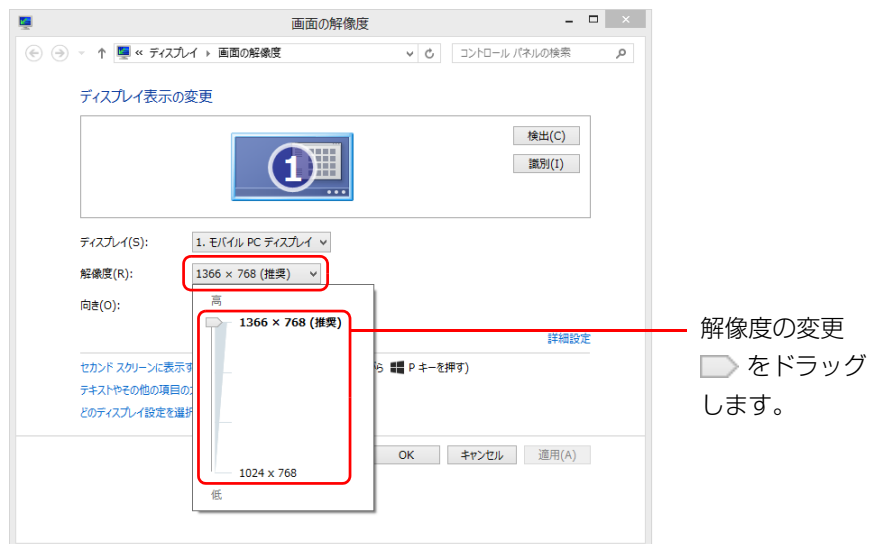 画面の解像度
« ディスプレイ ▸ 画面の解像度
コントロール パネルの検索
ディスプレイ表示の変更
1
検出(C)
識別(I)
ディスプレイ(S): 1. モバイル PC ディスプレイ
解像度(R): 1366 × 768 (推奨)
向き(O):
高
1366 × 768 (推奨)
1024 x 768
低
詳細設定
セカンド スクリーンに表示す
P キーを押す)
テキストやその他の項目の
どのディスプレイ設定を選択
OK キャンセル 適用(A)
解像度の変更
をドラッグ
します。